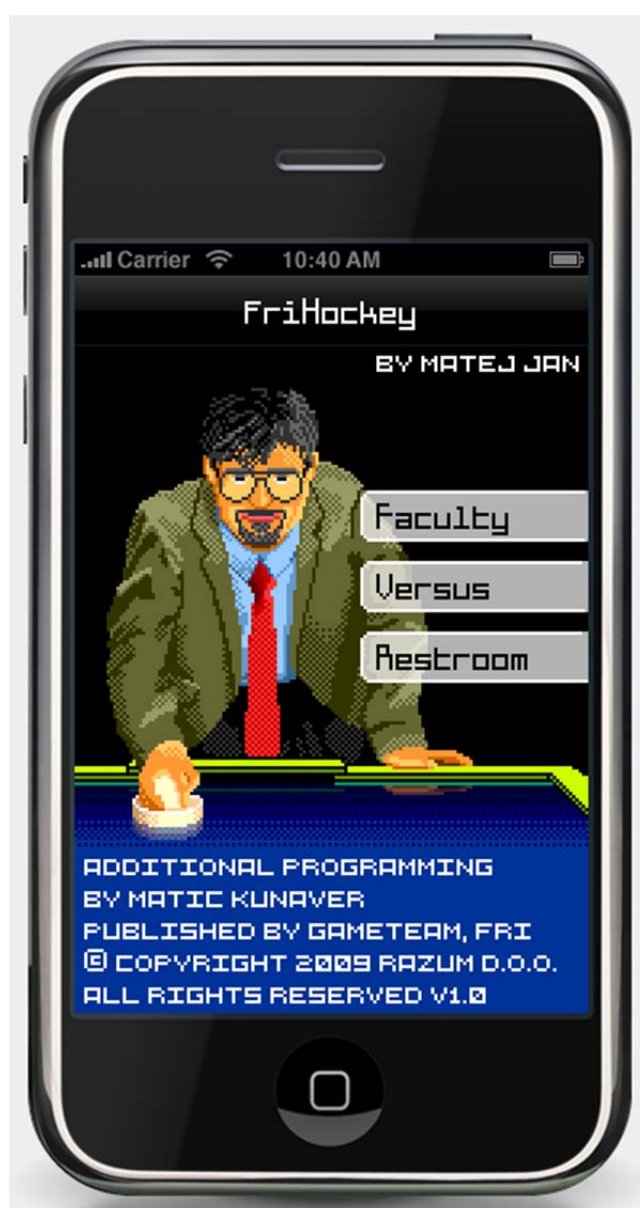 Carrier 10:40 AM
FriHockey
BY MATEJ JAN
Faculty
Versus
Restroom
ADDITIONAL PROGRAMMING
BY MATIC KUNAVER
PUBLISHED BY GAMETEAM, FRI
© COPYRIGHT 2009 RAZUM D.O.O.
ALL RIGHTS RESERVED V1.0